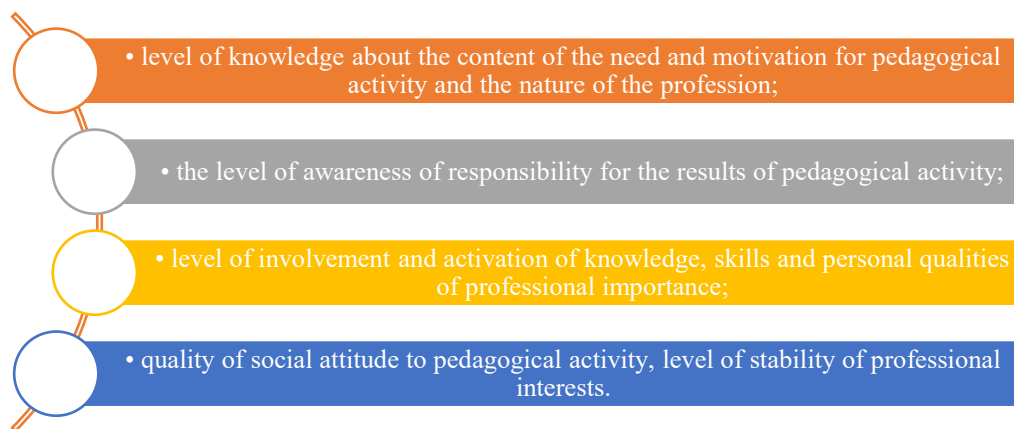 • level of knowledge about the content of the need and motivation for pedagogical
activity and the nature of the profession;
• the level of awareness of responsibility for the results of pedagogical activity;
• level of involvement and activation of knowledge, skills and personal qualities
of professional importance;
• quality of social attitude to pedagogical activity, level of stability of professional
interests.